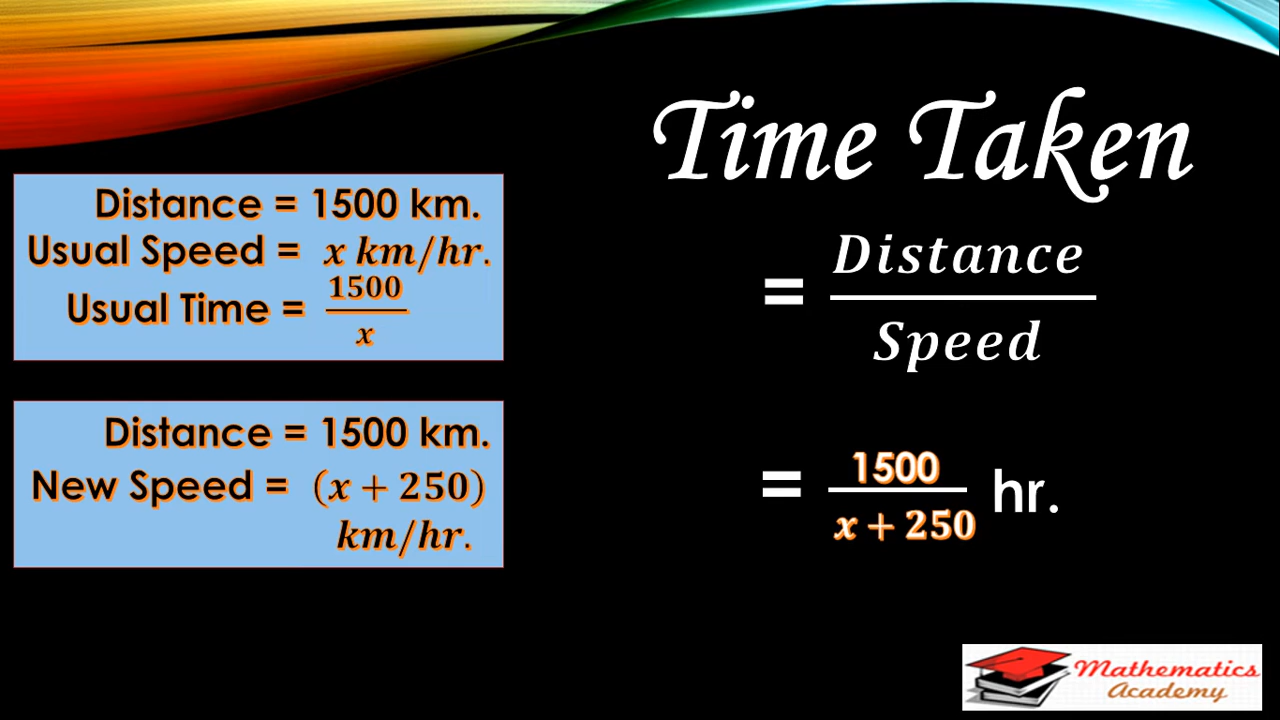 Time Taken
Distance = 1500 km.
Usual Speed = x km/hr.
Usual Time = 1500/x
= Distance/Speed
Distance = 1500 km.
New Speed = (x + 250)
km/hr.
= 1500/x + 250 hr.
Mathematics
Academy